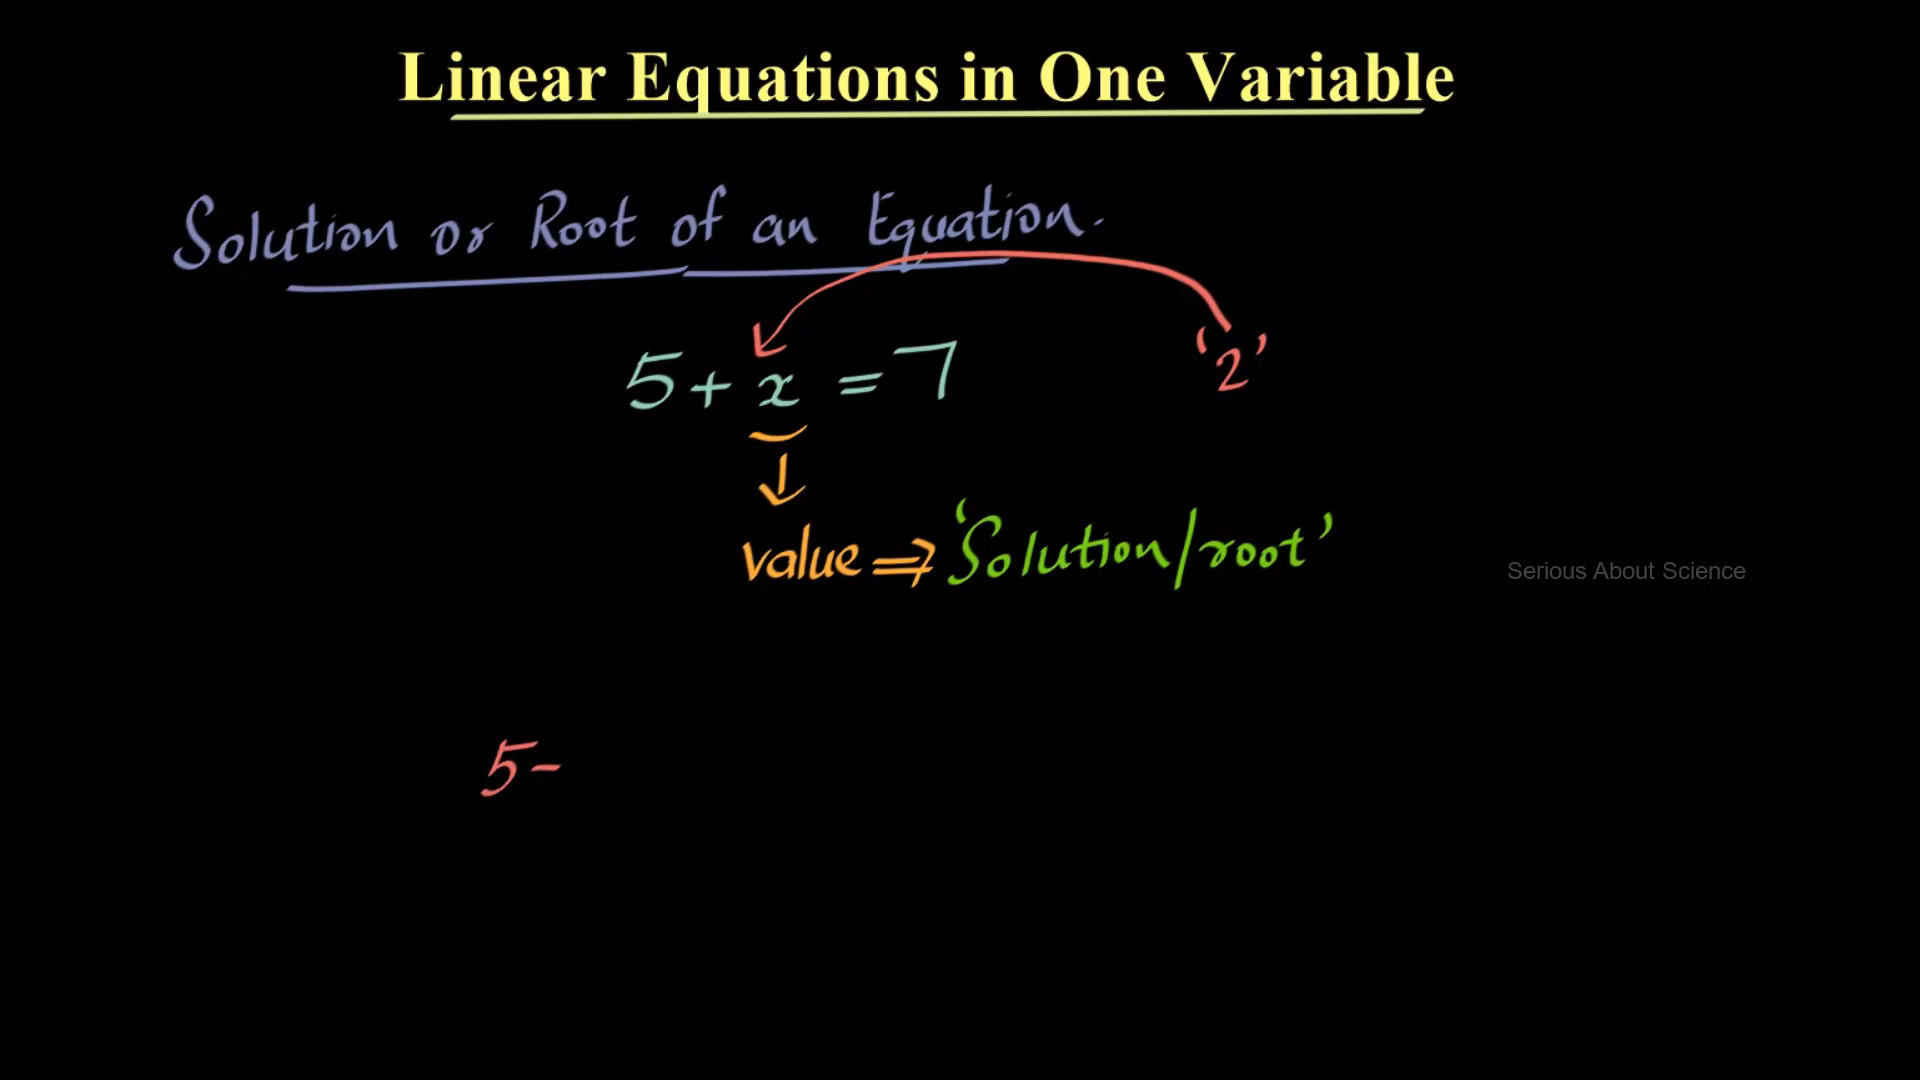 Linear Equations in One Variable
Solution or Root of an Equation.
5 + x = 7 '2'
value ⇒ 'Solution/root'
Serious About Science
5 -